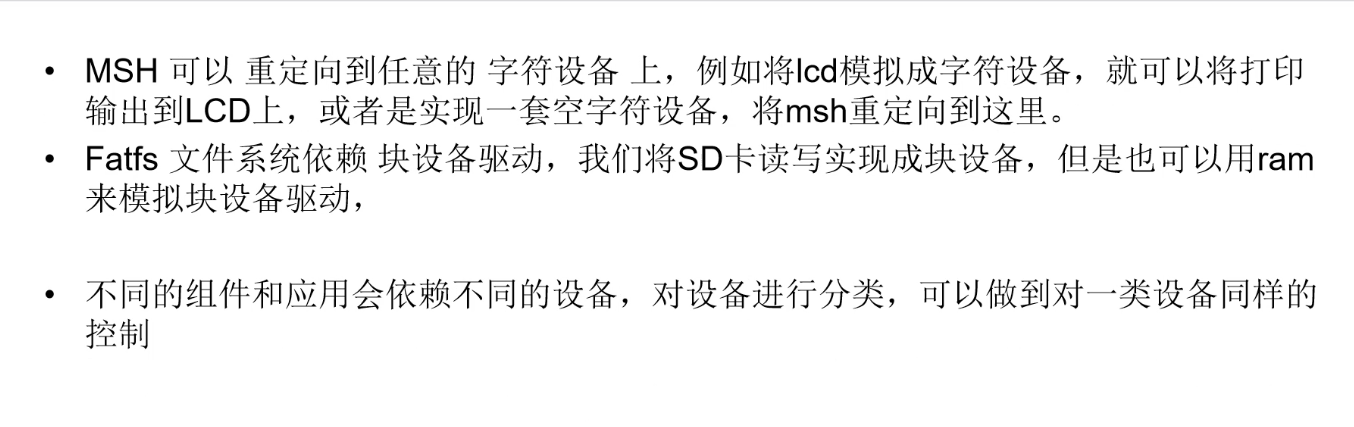 • MSH 可以 重定向到任意的 字符设备 上，例如将lcd模拟成字符设备，就可以将打印
输出到LCD上，或者是实现一套空字符设备，将msh重定向到这里。
• Fatfs 文件系统依赖 块设备驱动，我们将SD卡读写实现成块设备，但是也可以用ram
来模拟块设备驱动，
• 不同的组件和应用会依赖不同的设备，对设备进行分类，可以做到对一类设备同样的
控制